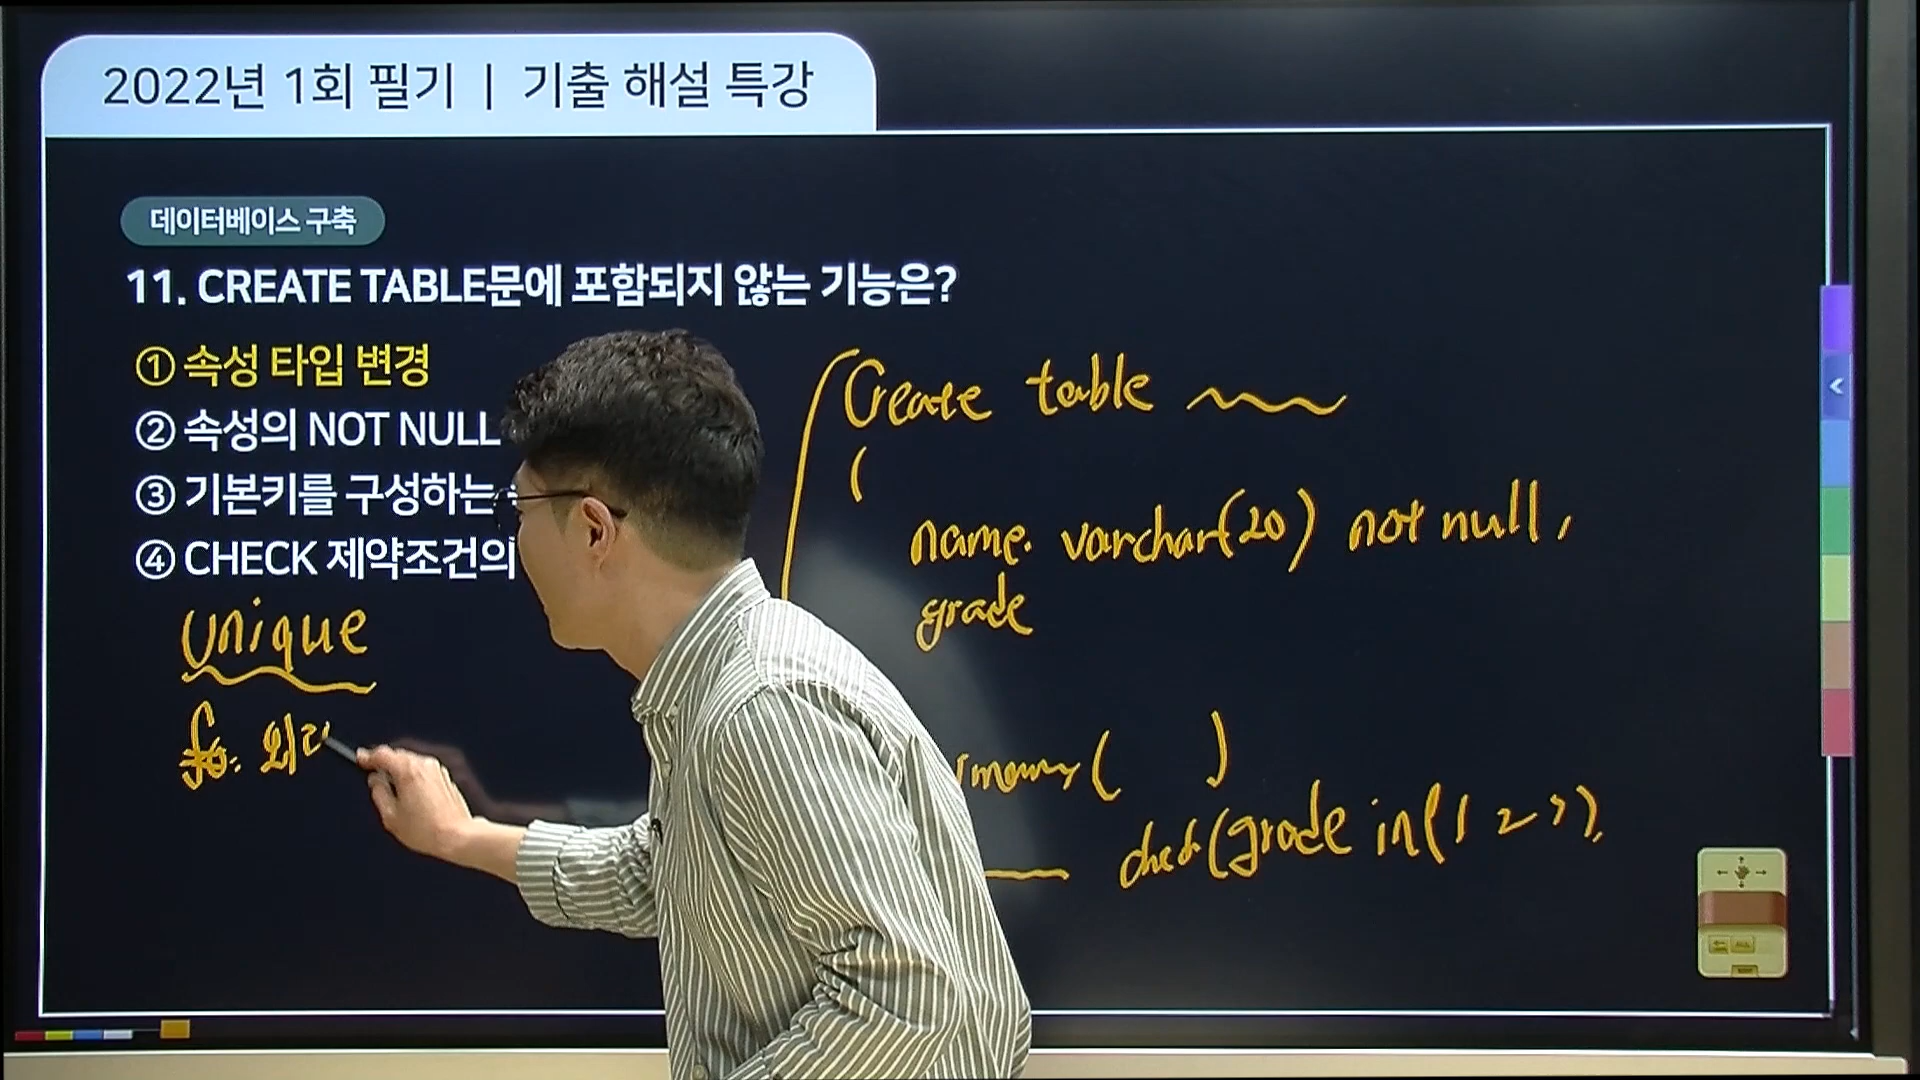 2022년 1회 필기 | 기출 해설 특강
데이터베이스 구축
11. CREATE TABLE문에 포함되지 않는 기능은?
① 속성 타입 변경
② 속성의 NOT NULL
③ 기본키를 구성하는
④ CHECK 제약조건의
unique
Create table
(
name. varchar(20) not null,
grade
( )
check(grade in(1 2 3),